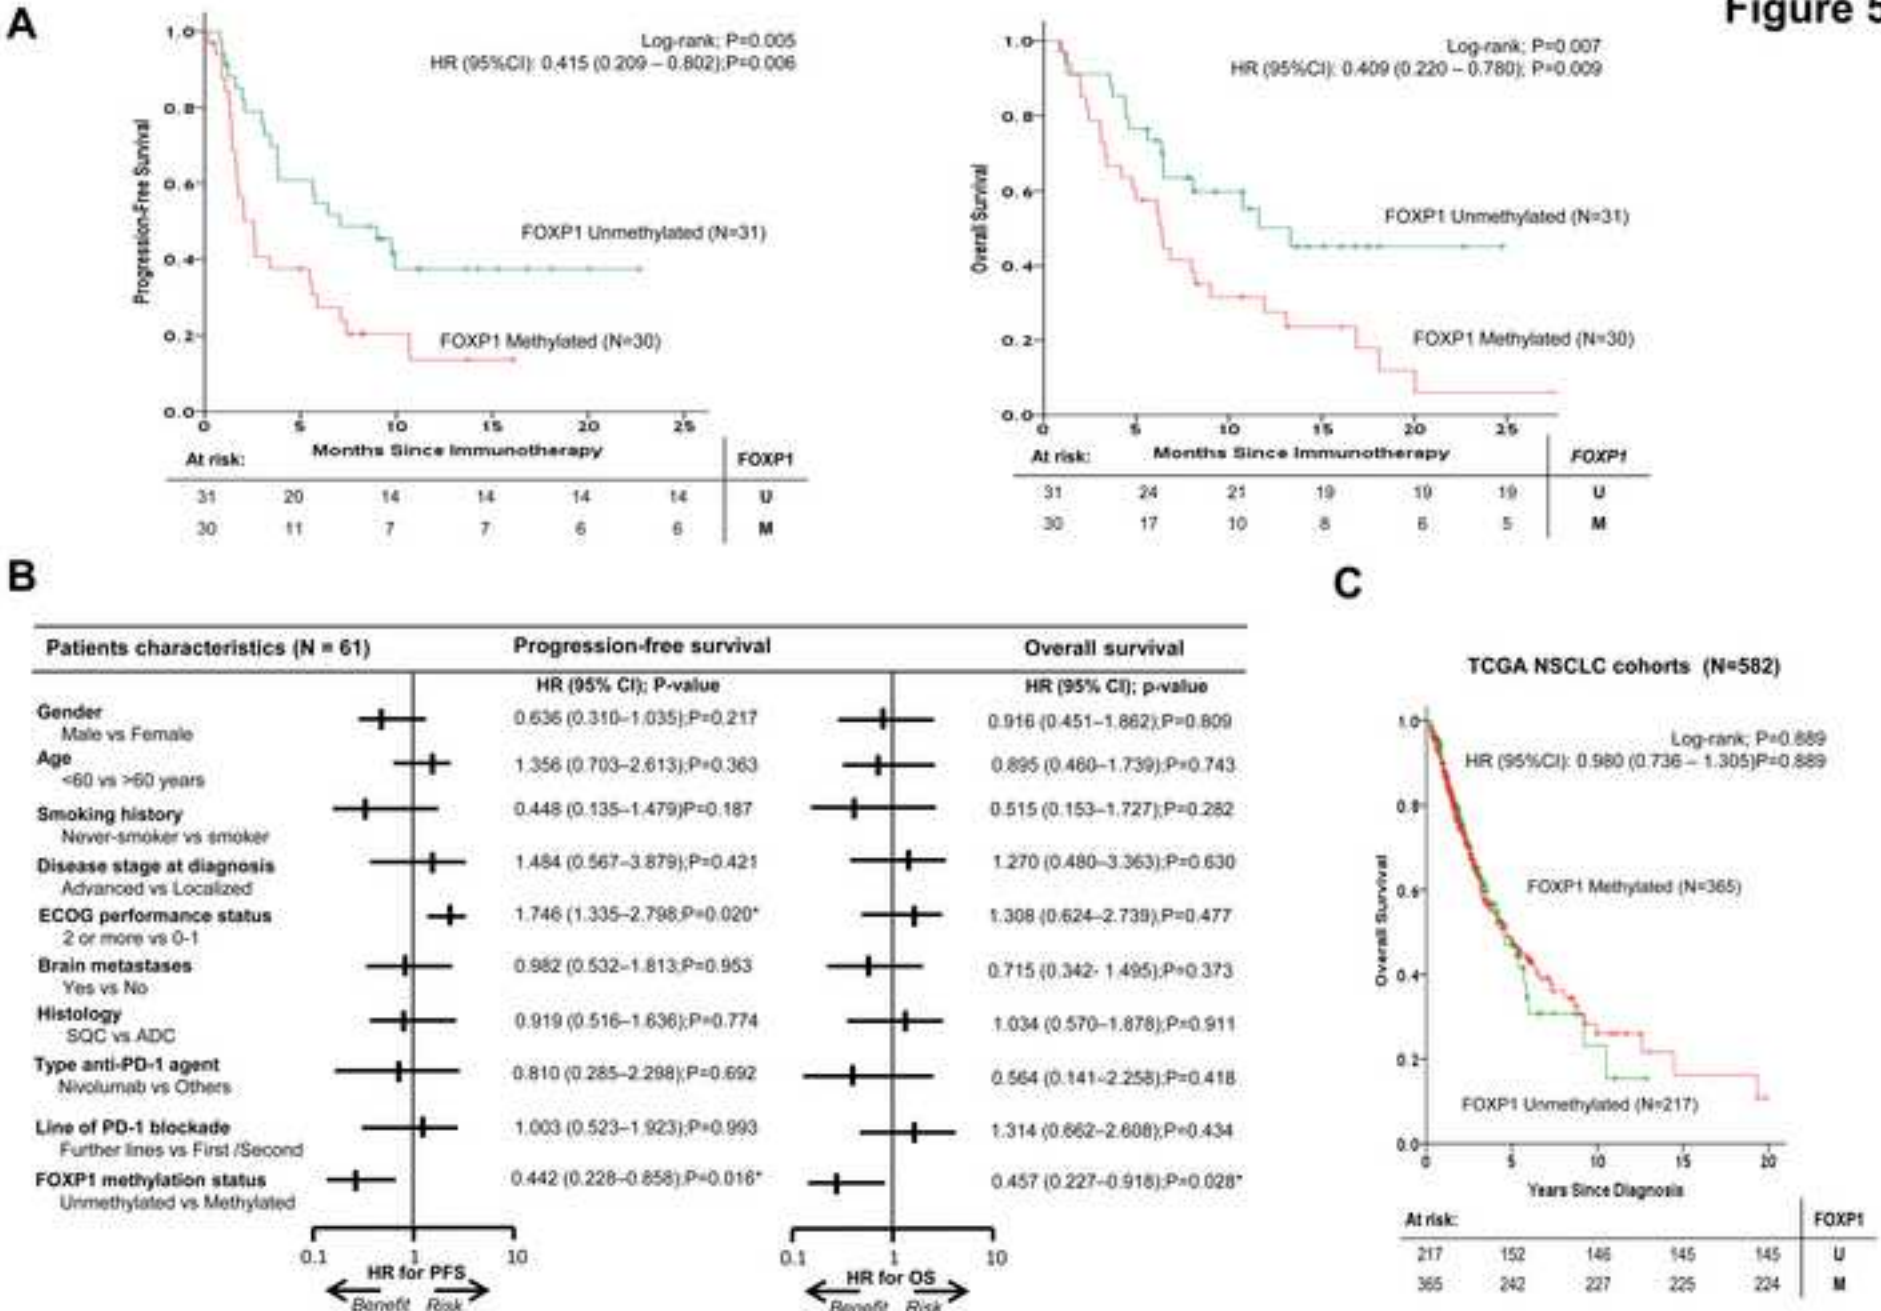 Figure 5
A
Log-rank; P=0.005
HR (95%CI): 0.415 (0.209 – 0.802);P=0.006
Progression-Free Survival
1.0
0.8
0.6
0.4
0.2
0.0
FOXP1 Unmethylated (N=31)
FOXP1 Methylated (N=30)
0 5 10 15 20 25
Months Since Immunotherapy
At risk: FOXP1
31 20 14 14 14 14 U
30 11 7 7 6 6 M
Log-rank; P=0.007
HR (95%CI): 0.409 (0.220 – 0.780); P=0.009
Overall Survival
1.0
0.8
0.6
0.4
0.2
0.0
FOXP1 Unmethylated (N=31)
FOXP1 Methylated (N=30)
0 5 10 15 20 25
Months Since Immunotherapy
At risk: FOXP1
31 24 21 19 19 19 U
30 17 10 8 6 5 M
B
Patients characteristics (N = 61) Progression-free survival Overall survival
HR (95% CI); P-value HR (95% CI); p-value
Gender
Male vs Female 0.636 (0.310–1.035);P=0.217 0.916 (0.451–1.862);P=0.809
Age
<60 vs >60 years 1.356 (0.703–2.613);P=0.363 0.895 (0.460–1.739);P=0.743
Smoking history
Never-smoker vs smoker 0.448 (0.135–1.479)P=0.187 0.515 (0.153–1.727);P=0.282
Disease stage at diagnosis
Advanced vs Localized 1.484 (0.567–3.879);P=0.421 1.270 (0.480–3.363);P=0.630
ECOG performance status
2 or more vs 0-1 1.746 (1.335–2.798;P=0.020* 1.308 (0.624–2.739);P=0.477
Brain metastases
Yes vs No 0.982 (0.532–1.813;P=0.953 0.715 (0.342- 1.495);P=0.373
Histology
SQC vs ADC 0.919 (0.516–1.636);P=0.774 1.034 (0.570–1.878);P=0.911
Type anti-PD-1 agent
Nivolumab vs Others 0.810 (0.285–2.298);P=0.692 0.564 (0.141–2.258);P=0.418
Line of PD-1 blockade
Further lines vs First /Second 1.003 (0.523–1.923);P=0.993 1.314 (0.662–2.608);P=0.434
FOXP1 methylation status
Unmethylated vs Methylated 0.442 (0.228–0.858);P=0.016* 0.457 (0.227–0.918);P=0.028*
0.1 1 10
HR for PFS
Benefit Risk
0.1 1 10
HR for OS
Benefit Risk
C
TCGA NSCLC cohorts (N=582)
Log-rank; P=0.889
HR (95%CI): 0.980 (0.736 – 1.305)P=0.889
Overall Survival
1.0
0.8
0.6
0.4
0.2
0.0
FOXP1 Methylated (N=365)
FOXP1 Unmethylated (N=217)
0 5 10 15 20
Years Since Diagnosis
At risk: FOXP1
217 152 146 145 145 U
365 242 227 225 224 M